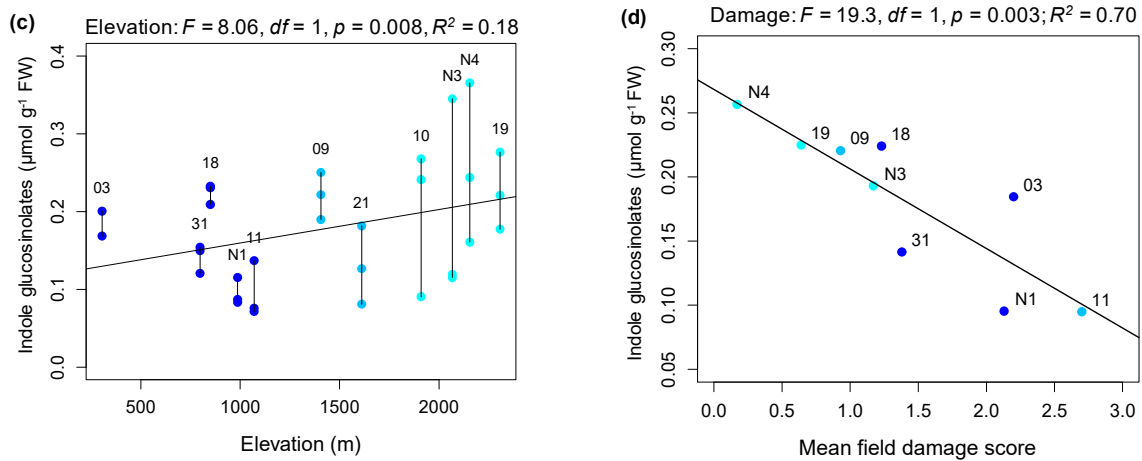 (c) Elevation: F = 8.06, df = 1, p = 0.008, R² = 0.18
Indole glucosinolates (µmol g⁻¹ FW)
0.4
0.3
0.2
0.1
0.0
03
18
31
N1
11
09
21
10
N3
N4
19
500 1000 1500 2000
Elevation (m)
(d) Damage: F = 19.3, df = 1, p = 0.003; R² = 0.70
Indole glucosinolates (µmol g⁻¹ FW)
0.30
0.25
0.20
0.15
0.10
0.05
N4
19
09
18
N3
03
31
N1
11
0.0 0.5 1.0 1.5 2.0 2.5 3.0
Mean field damage score